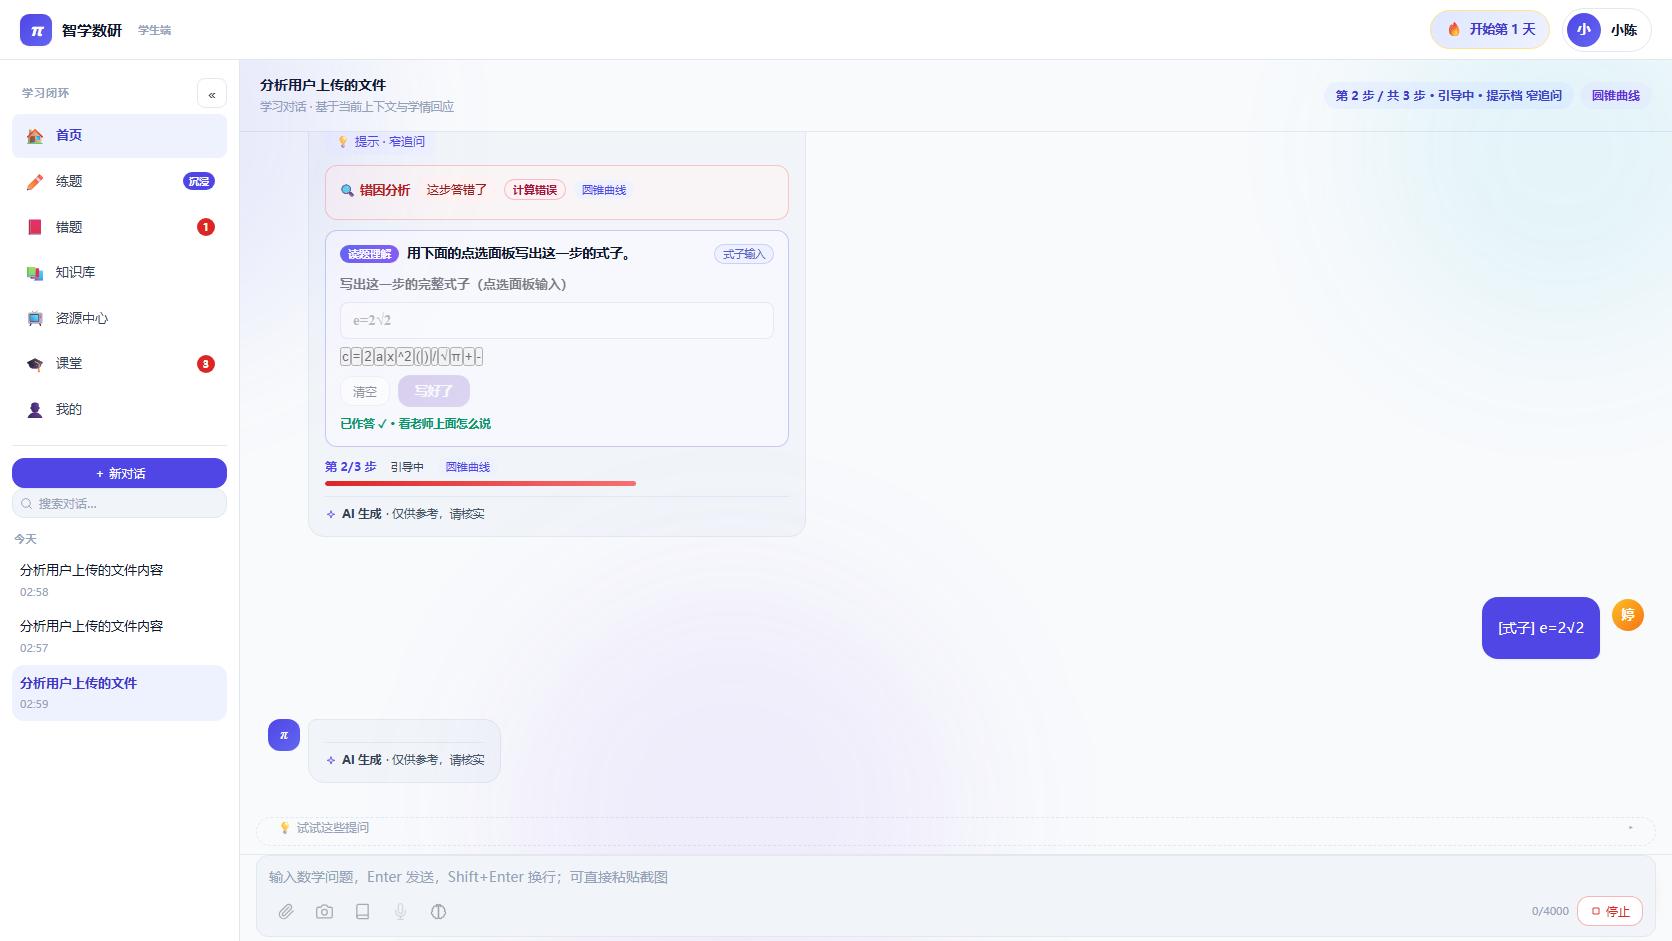 π 智学数研 学生端
开始第 1 天
小 小陈
学习闭环 «
首页
练题 沉浸
错题 1
知识库
资源中心
课堂 3
我的
+ 新对话
搜索对话...
今天
分析用户上传的文件内容
02:58
分析用户上传的文件内容
02:57
分析用户上传的文件
02:59
分析用户上传的文件
学习对话 · 基于当前上下文与学情回应
第 2 步 / 共 3 步 • 引导中 • 提示档 窄追问 圆锥曲线
提示 · 窄追问
错因分析 这步答错了 计算错误 圆锥曲线
读题理解 用下面的点选面板写出这一步的式子。 式子输入
写出这一步的完整式子（点选面板输入）
e=2√2
c = 2 a x ^2 ( ) / √ π + -
清空 写好了
已作答 ✓ • 看老师上面怎么说
第 2/3 步 引导中 圆锥曲线
AI 生成 · 仅供参考，请核实
[式子] e=2√2
婷
π
AI 生成 · 仅供参考，请核实
试试这些提问
输入数学问题，Enter 发送，Shift+Enter 换行；可直接粘贴截图
0/4000 停止